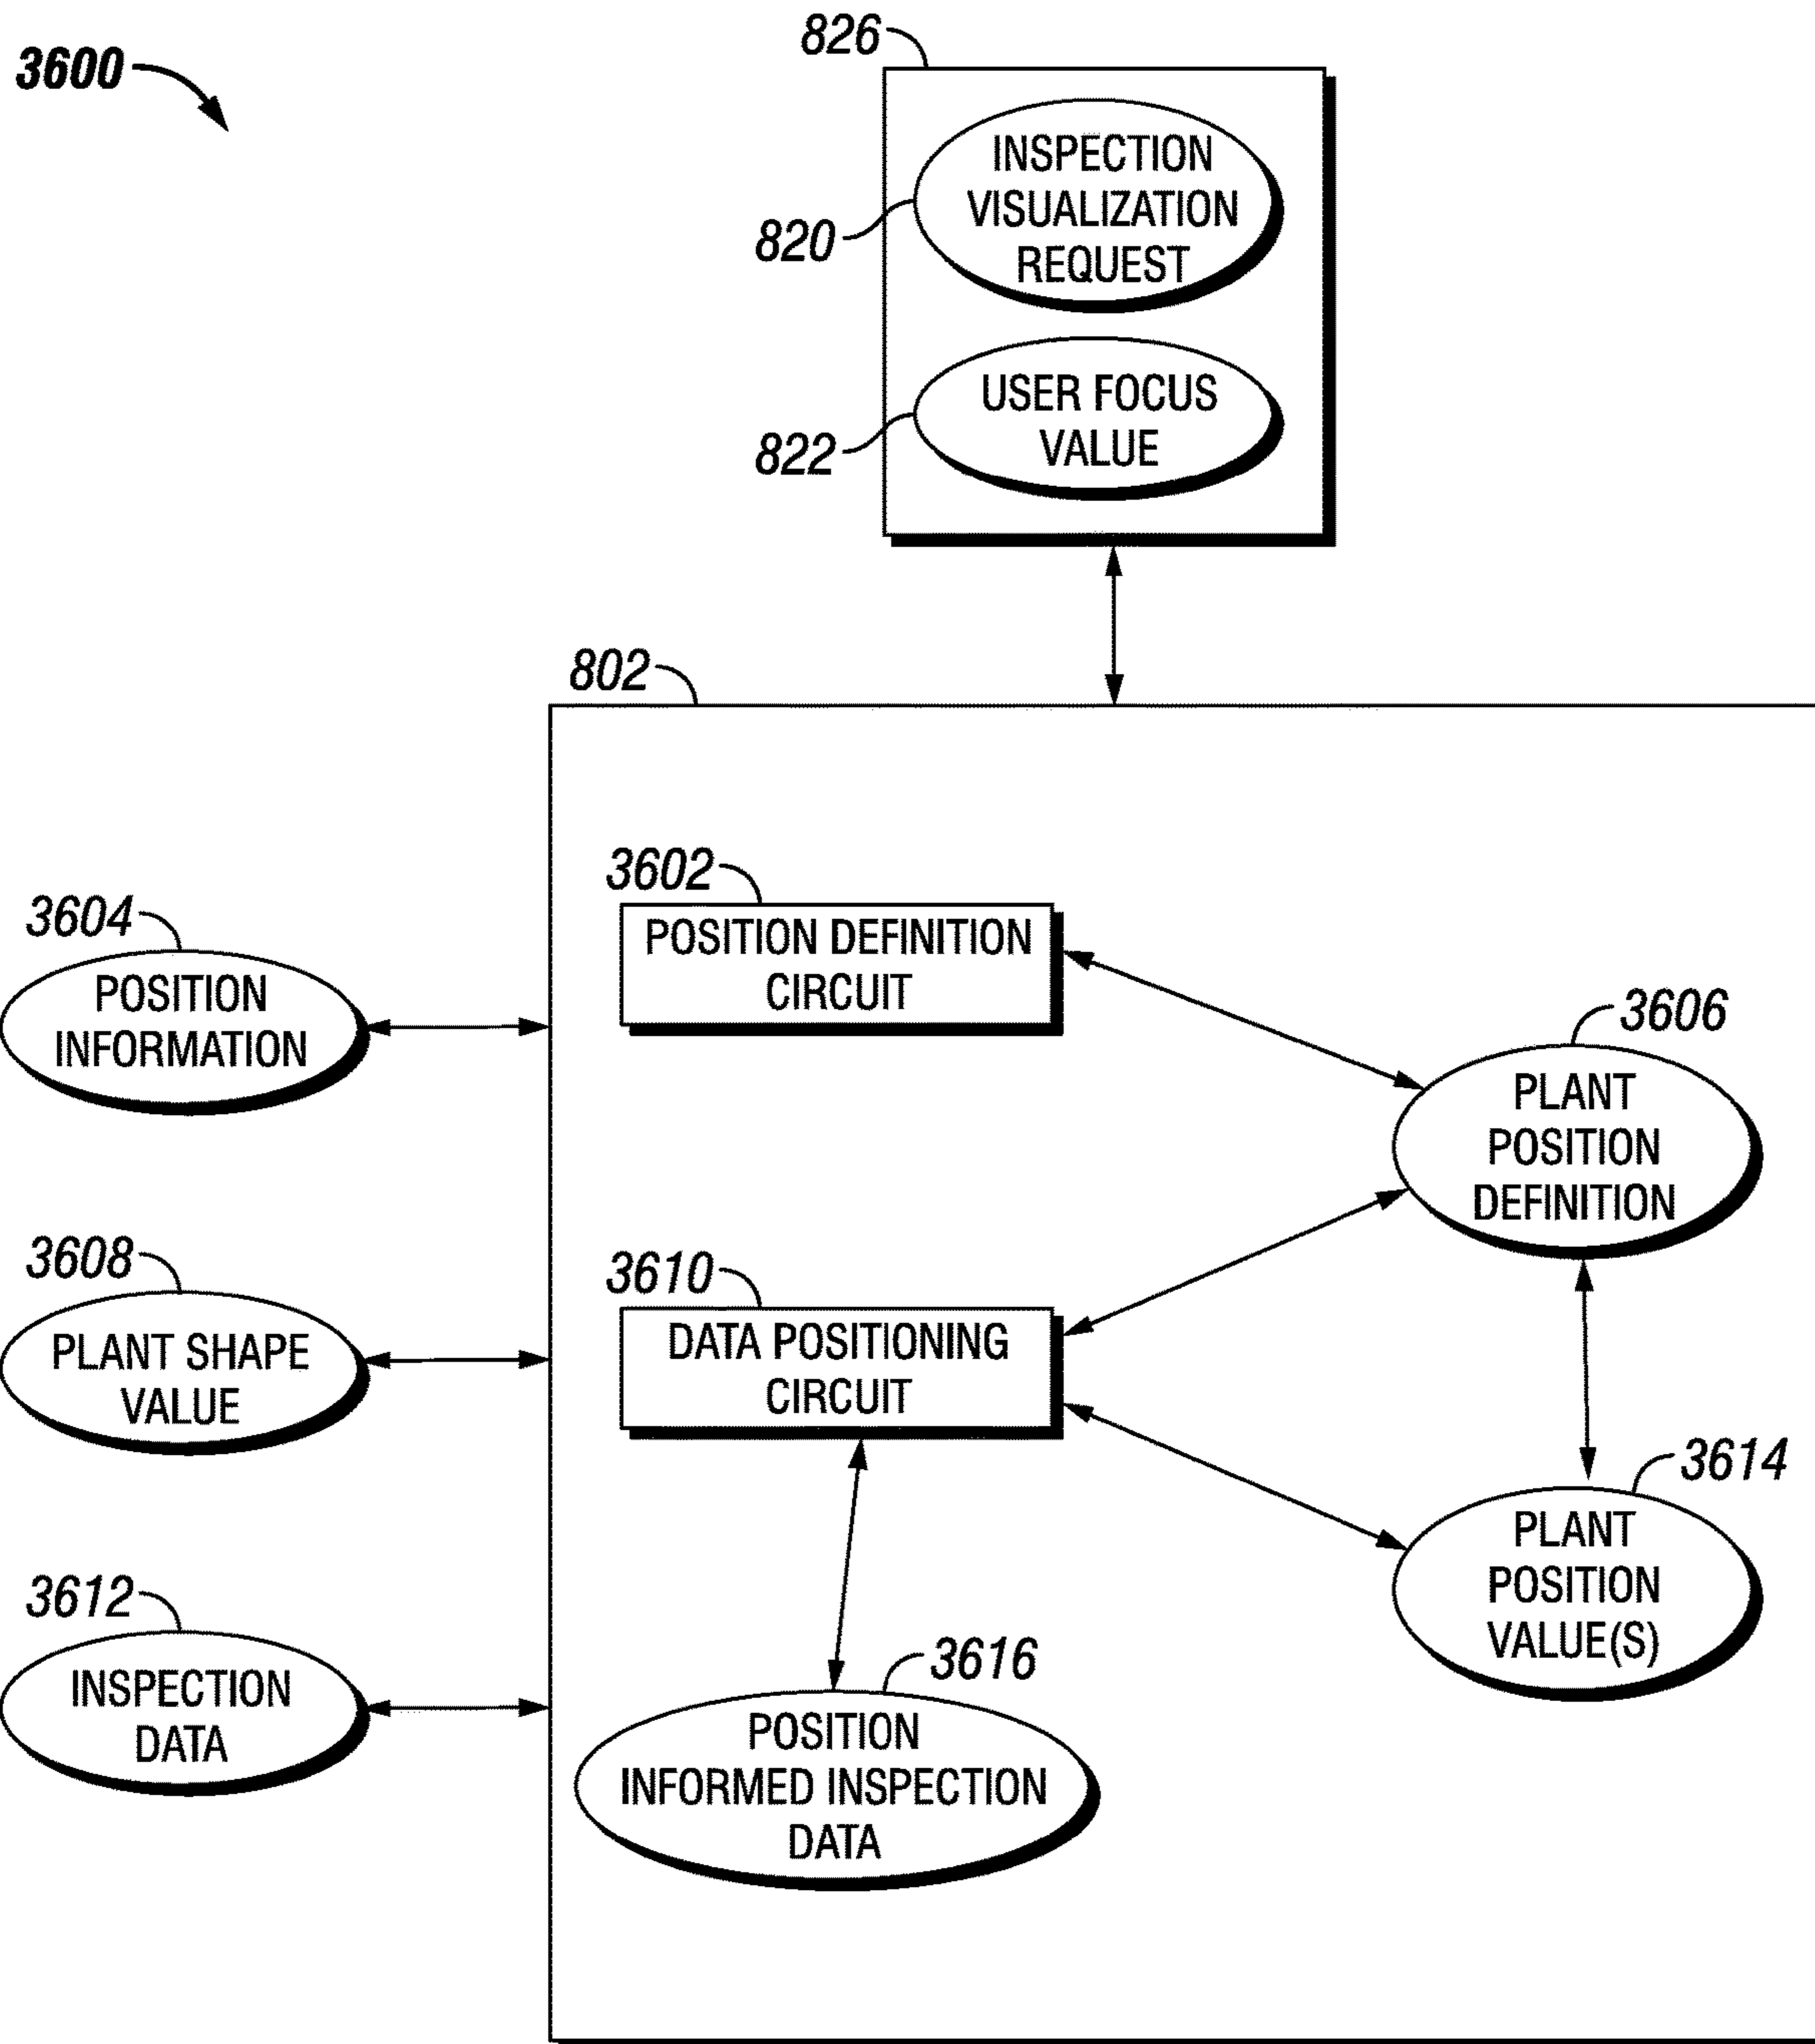 3600
826
INSPECTION
VISUALIZATION
REQUEST
820
USER FOCUS
VALUE
822
802
3602
POSITION DEFINITION
CIRCUIT
3604
POSITION
INFORMATION
3606
PLANT
POSITION
DEFINITION
3608
PLANT SHAPE
VALUE
3610
DATA POSITIONING
CIRCUIT
3612
INSPECTION
DATA
3614
PLANT
POSITION
VALUE(S)
3616
POSITION
INFORMED INSPECTION
DATA